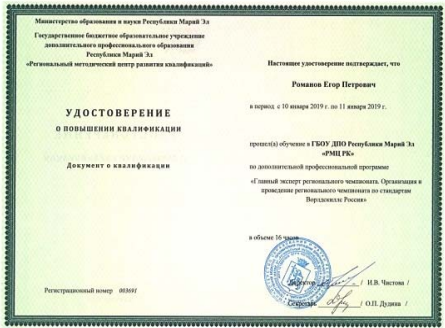 Министерство образования и науки Республики Марий Эл
Государственное бюджетное образовательное учреждение
дополнительного профессионального образования
Республики Марий Эл
«Региональный методический центр развития квалификаций»
УДОСТОВЕРЕНИЕ
О ПОВЫШЕНИИ КВАЛИФИКАЦИИ
Документ о квалификации
Регистрационный номер 003691
Настоящее удостоверение подтверждает, что
Романов Егор Петрович
в период с 10 января 2019 г. по 11 января 2019 г.
прошел(а) обучение в ГБОУ ДПО Республики Марий Эл
«РМЦ РК»
по дополнительной профессиональной программе
«Главный эксперт регионального чемпионата. Организация и
проведение регионального чемпионата по стандартам
Ворлдскиллс Россия»
в объеме 16 часов
Директор / И.В. Чистова /
Секретарь / О.П. Дудина /